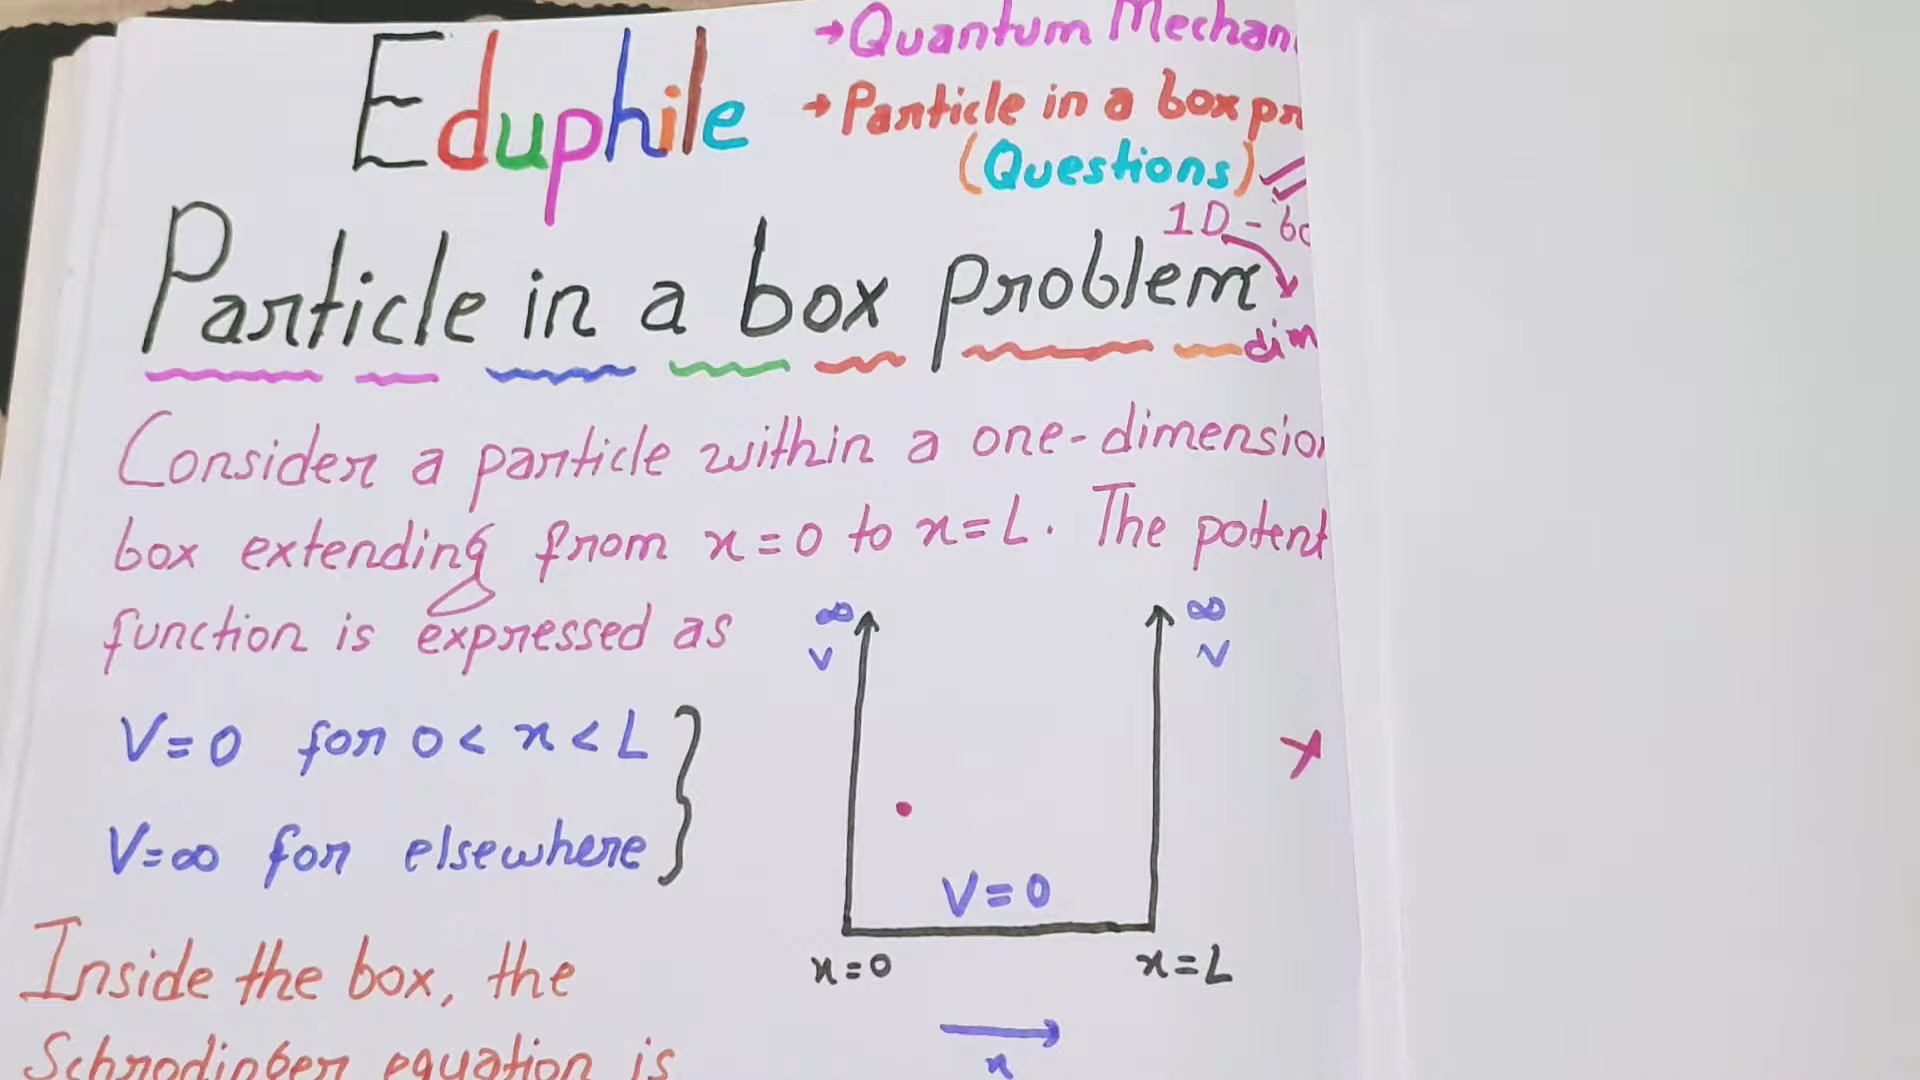 Eduphile
→Quantum Mechan
→Particle in a box pr
(Questions)
1D-bo
Particle in a box problem
dim
Consider a particle within a one-dimension
box extending from x=0 to x=L. The potent
function is expressed as
∞ ∞
V V
V=0 for 0 < x < L
V=∞ for elsewhere
V=0
x=0 x=L
Inside the box, the
x
Schrodinger equation is